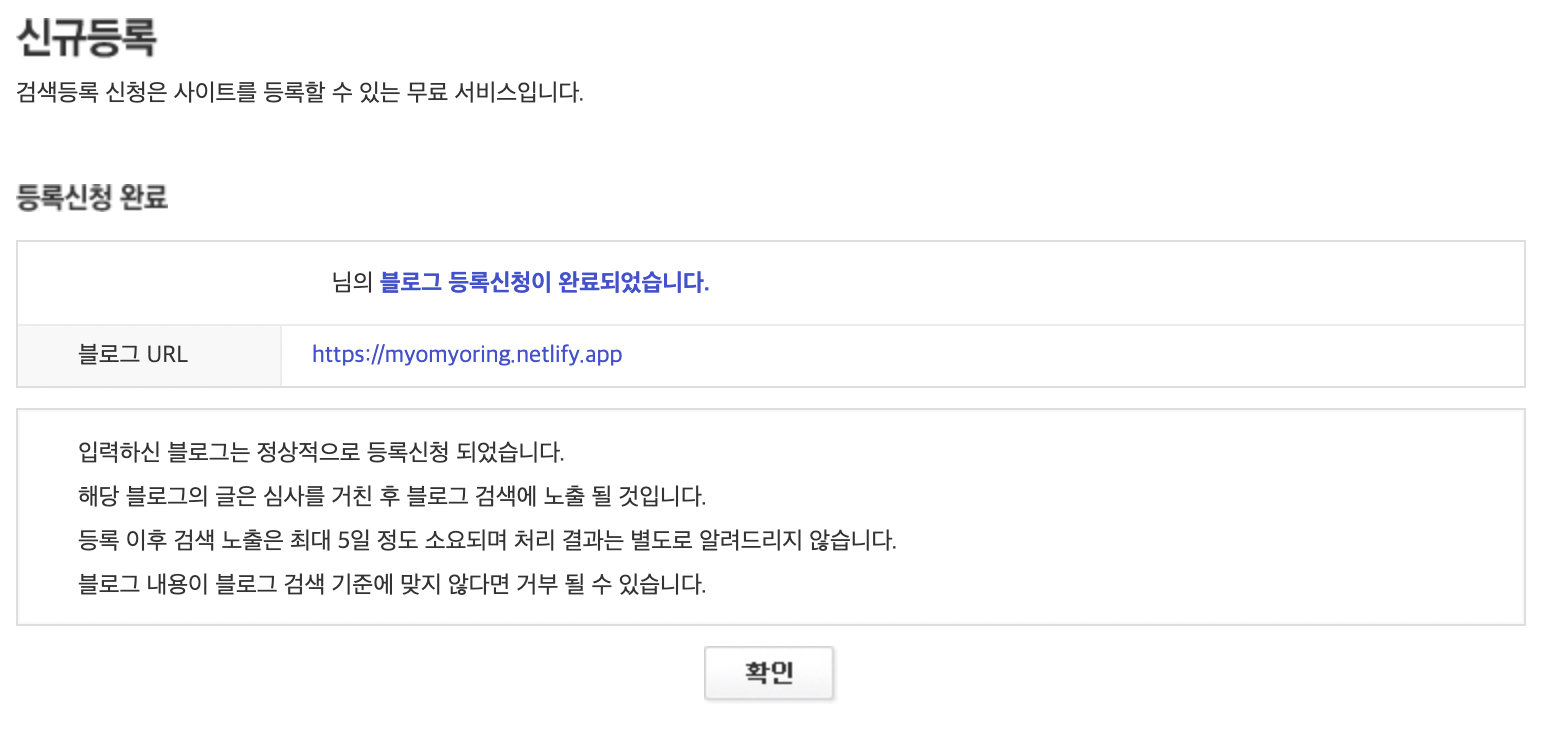 신규등록
검색등록 신청은 사이트를 등록할 수 있는 무료 서비스입니다.
등록신청 완료
님의 블로그 등록신청이 완료되었습니다.
블로그 URL
https://myomyoring.netlify.app
입력하신 블로그는 정상적으로 등록신청 되었습니다.
해당 블로그의 글은 심사를 거친 후 블로그 검색에 노출 될 것입니다.
등록 이후 검색 노출은 최대 5일 정도 소요되며 처리 결과는 별도로 알려드리지 않습니다.
블로그 내용이 블로그 검색 기준에 맞지 않다면 거부 될 수 있습니다.
확인